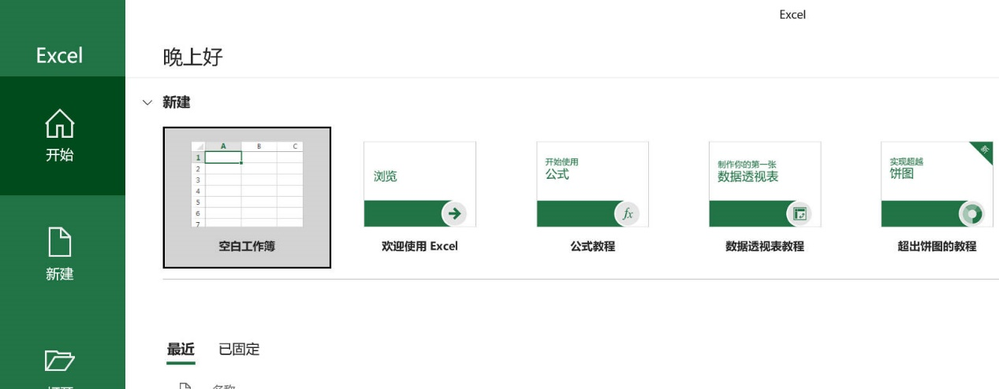 Excel
Excel
晚上好
新建
开始
A B C
1
2
3
4
5
6
7
空白工作簿
浏览
欢迎使用 Excel
开始使用
公式
fx
公式教程
制作你的第一张
数据透视表
数据透视表教程
实现超越
饼图
新
超出饼图的教程
新建
最近 已固定
打开
名称